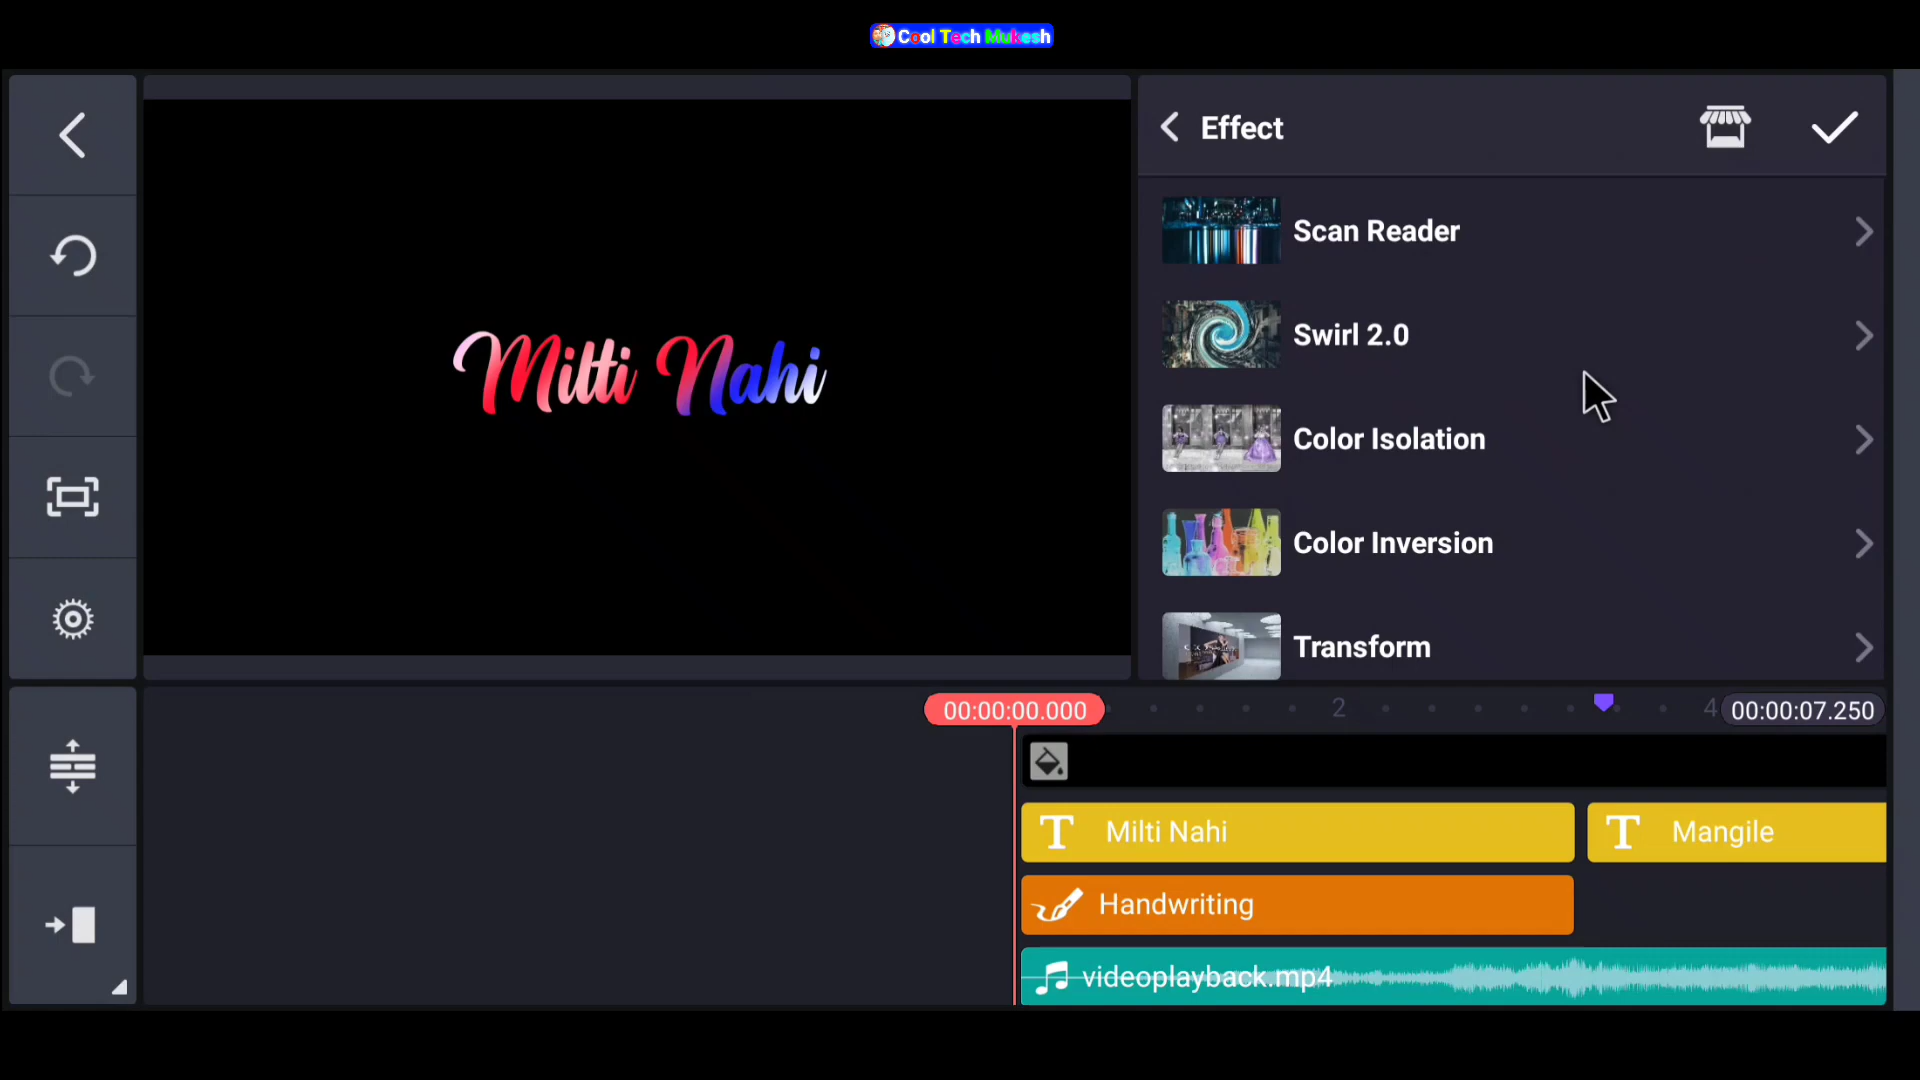 Cool Tech Mukesh
Effect
Milti Nahi
Scan Reader
Swirl 2.0
Color Isolation
Color Inversion
Transform
00:00:00.000
2
4
00:00:07.250
T Milti Nahi
T Mangile
Handwriting
videoplayback.mp4